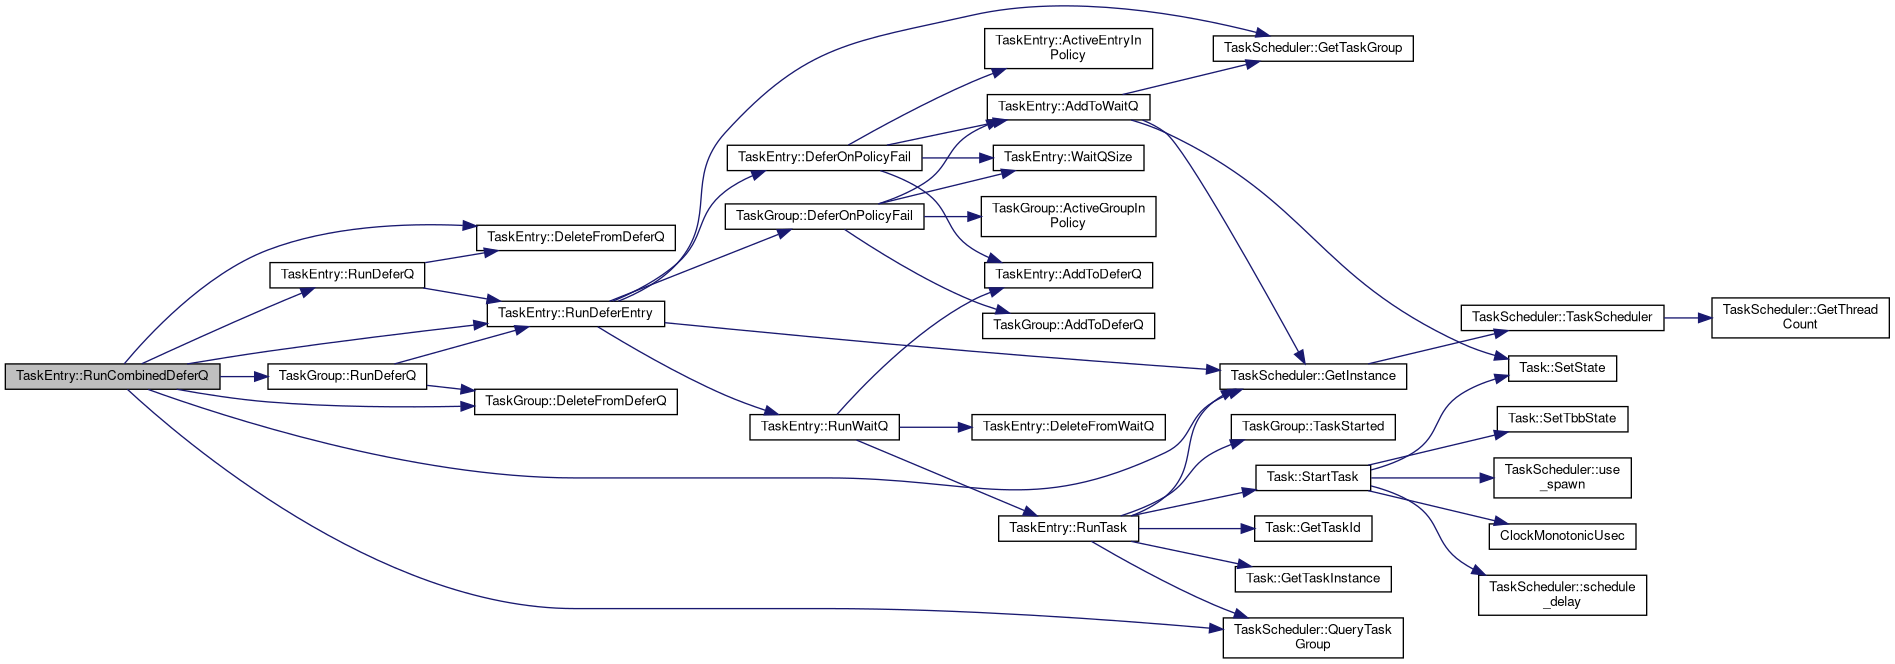 TaskEntry::RunCombinedDeferQ
TaskEntry::DeleteFromDeferQ
TaskEntry::RunDeferQ
TaskEntry::RunDeferEntry
TaskGroup::RunDeferQ
TaskGroup::DeleteFromDeferQ
TaskEntry::DeferOnPolicyFail
TaskGroup::DeferOnPolicyFail
TaskEntry::RunWaitQ
TaskEntry::ActiveEntryIn
Policy
TaskEntry::AddToWaitQ
TaskEntry::WaitQSize
TaskGroup::ActiveGroupIn
Policy
TaskEntry::AddToDeferQ
TaskGroup::AddToDeferQ
TaskEntry::DeleteFromWaitQ
TaskEntry::RunTask
TaskScheduler::GetTaskGroup
TaskScheduler::GetInstance
TaskGroup::TaskStarted
Task::StartTask
Task::GetTaskId
Task::GetTaskInstance
TaskScheduler::QueryTask
Group
TaskScheduler::TaskScheduler
Task::SetState
Task::SetTbbState
TaskScheduler::use
_spawn
ClockMonotonicUsec
TaskScheduler::schedule
_delay
TaskScheduler::GetThread
Count